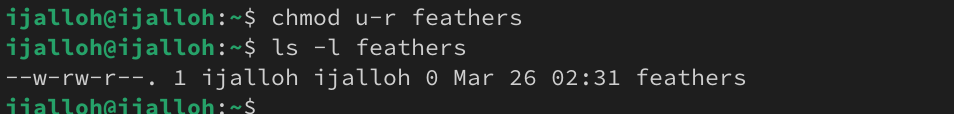 ijalloh@ijalloh:~$ chmod u-r feathers
ijalloh@ijalloh:~$ ls -l feathers
--w-rw-r--. 1 ijalloh ijalloh 0 Mar 26 02:31 feathers
ijalloh@ijalloh:~$